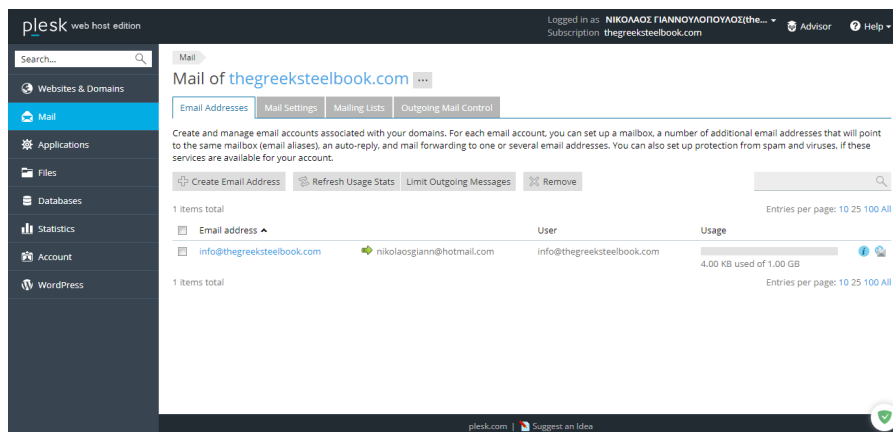 plesk web host edition
Logged in as ΝΙΚΟΛΑΟΣ ΓΙΑΝΝΟΥΛΟΠΟΥΛΟΣ(the...
Subscription thegreeksteelbook.com
Advisor
Help
Search...
Websites & Domains
Mail
Applications
Files
Databases
Statistics
Account
WordPress
Mail
Mail of thegreeksteelbook.com ...
Email Addresses Mail Settings Mailing Lists Outgoing Mail Control
Create and manage email accounts associated with your domains. For each email account, you can set up a mailbox, a number of additional email addresses that will point
to the same mailbox (email aliases), an auto-reply, and mail forwarding to one or several email addresses. You can also set up protection from spam and viruses, if these
services are available for your account.
Create Email Address Refresh Usage Stats Limit Outgoing Messages Remove
1 items total Entries per page: 10 25 100 All
Email address User Usage
info@thegreeksteelbook.com nikolaosgiann@hotmail.com info@thegreeksteelbook.com
4.00 KB used of 1.00 GB
1 items total Entries per page: 10 25 100 All
plesk.com | Suggest an Idea